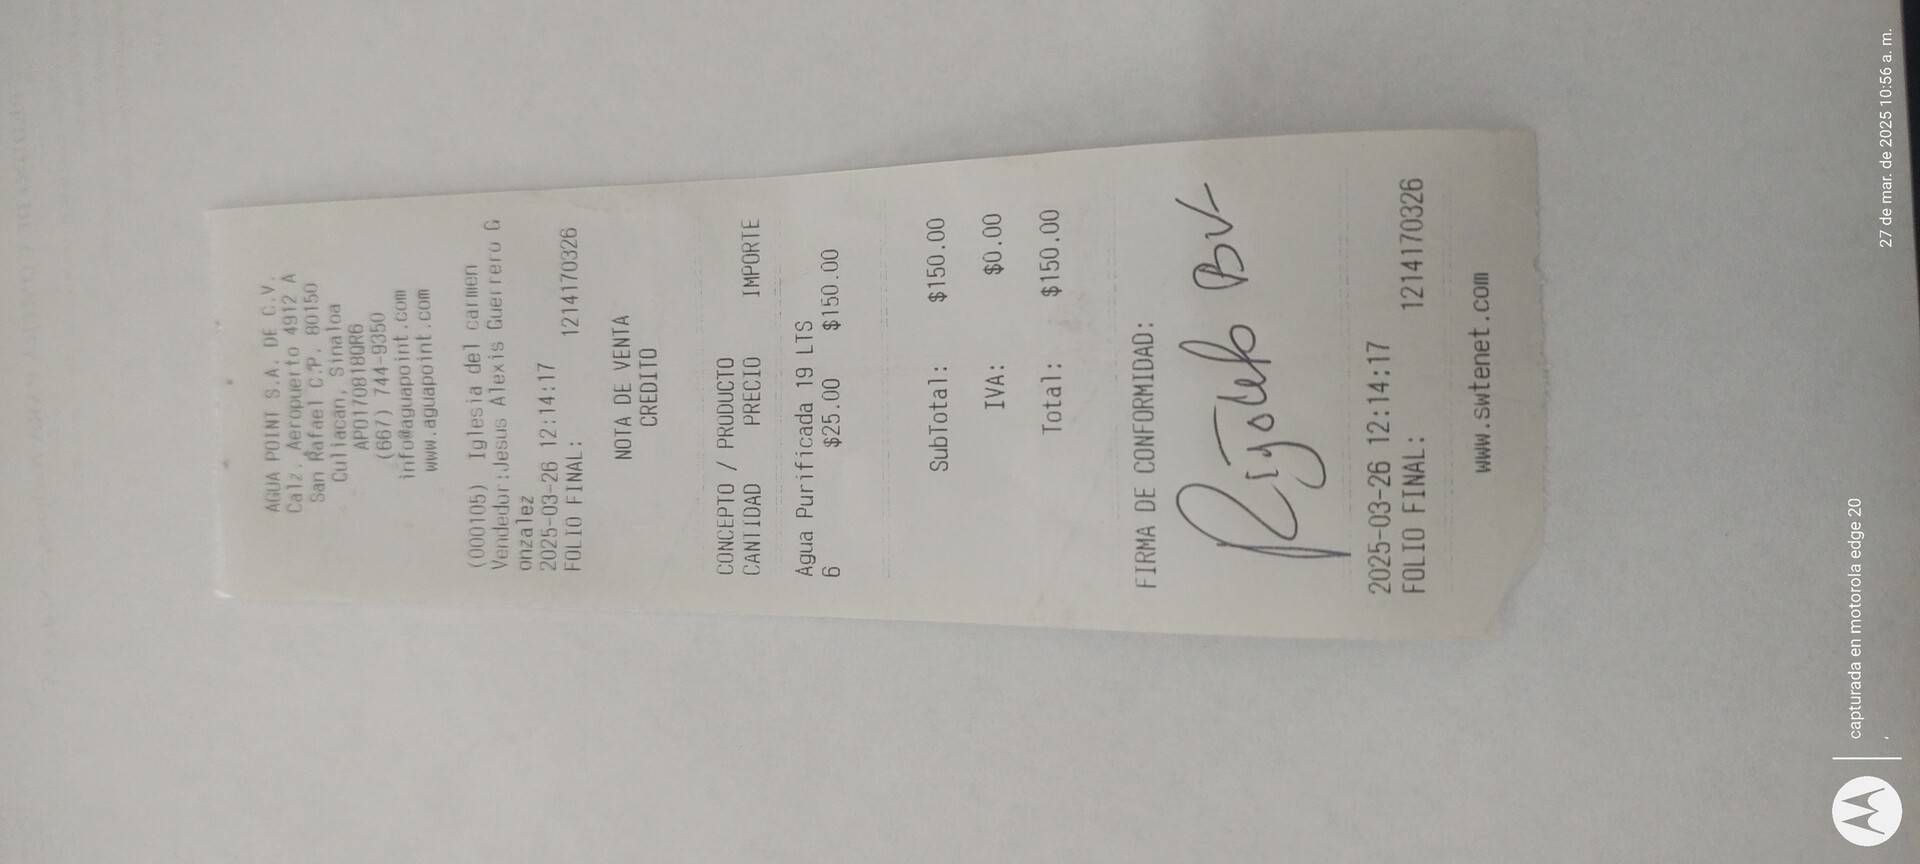 AGUA POINT S.A. DE C.V.
Calz. Aeropuerto 4912 A
San Rafael C.P. 80150
Culiacan, Sinaloa
APO170818QR6
(667) 744-9350
info@aguapoint.com
www.aguapoint.com
(000105) Iglesia del carmen
Vendedor:Jesus Alexis Guerrero G
onzalez
2025-03-26 12:14:17
FOLIO FINAL: 1214170326
NOTA DE VENTA
CREDITO
CONCEPTO / PRODUCTO
CANTIDAD PRECIO IMPORTE
Agua Purificada 19 LTS
6 $25.00 $150.00
SubTotal: $150.00
IVA: $0.00
Total: $150.00
FIRMA DE CONFORMIDAD:
2025-03-26 12:14:17
FOLIO FINAL: 1214170326
www.swtenet.com
capturada en motorola edge 20
27 de mar. de 2025 10:56 a. m.